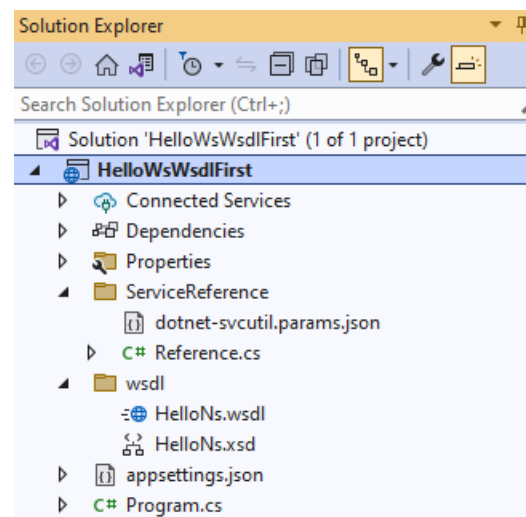 Solution Explorer
Search Solution Explorer (Ctrl+;)
Solution 'HelloWsWsdlFirst' (1 of 1 project)
HelloWsWsdlFirst
Connected Services
Dependencies
Properties
ServiceReference
dotnet-svcutil.params.json
C# Reference.cs
wsdl
HelloNs.wsdl
HelloNs.xsd
appsettings.json
C# Program.cs